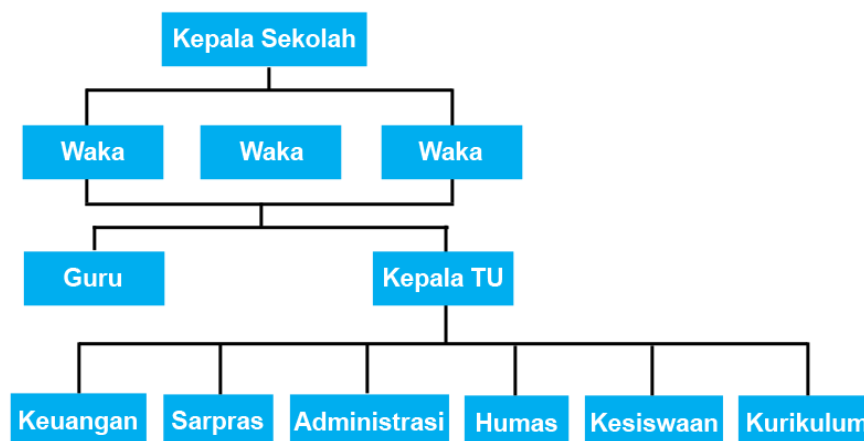 Kepala Sekolah
Waka Waka Waka
Guru Kepala TU
Keuangan Sarpras Administrasi Humas Kesiswaan Kurikulum